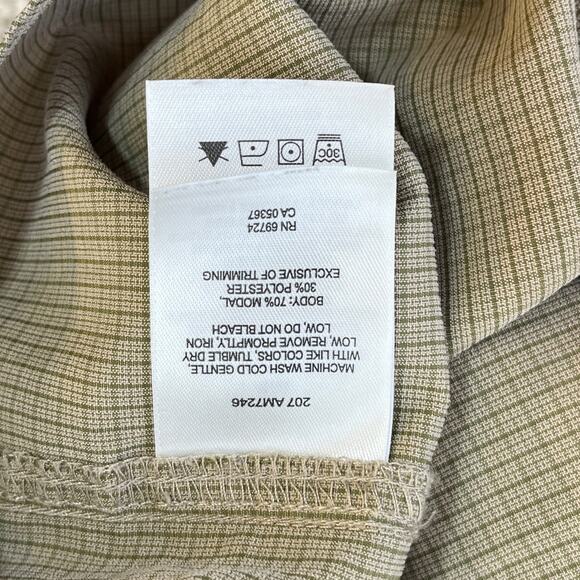 207 AM7246
MACHINE WASH COLD GENTLE,
WITH LIKE COLORS, TUMBLE DRY
LOW, REMOVE PROMPTLY, IRON
LOW, DO NOT BLEACH
BODY: 70% MODAL,
30% POLYESTER
EXCLUSIVE OF TRIMMING
RN 69724
CA 05367
30C